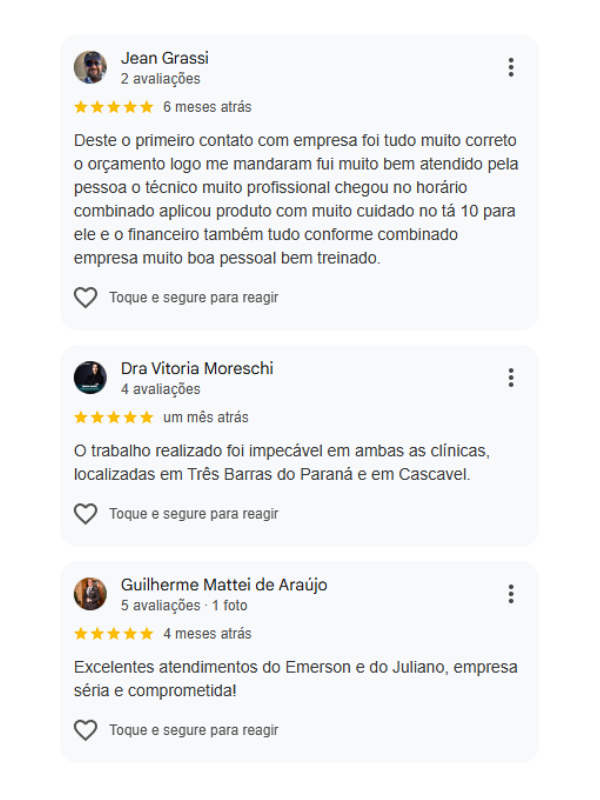 Jean Grassi
2 avaliações
6 meses atrás
Deste o primeiro contato com empresa foi tudo muito correto
o orçamento logo me mandaram fui muito bem atendido pela
pessoa o técnico muito profissional chegou no horário
combinado aplicou produto com muito cuidado no tá 10 para
ele e o financeiro também tudo conforme combinado
empresa muito boa pessoal bem treinado.
Toque e segure para reagir
Dra Vitoria Moreschi
4 avaliações
um mês atrás
O trabalho realizado foi impecável em ambas as clínicas,
localizadas em Três Barras do Paraná e em Cascavel.
Toque e segure para reagir
Guilherme Mattei de Araújo
5 avaliações · 1 foto
4 meses atrás
Excelentes atendimentos do Emerson e do Juliano, empresa
séria e comprometida!
Toque e segure para reagir